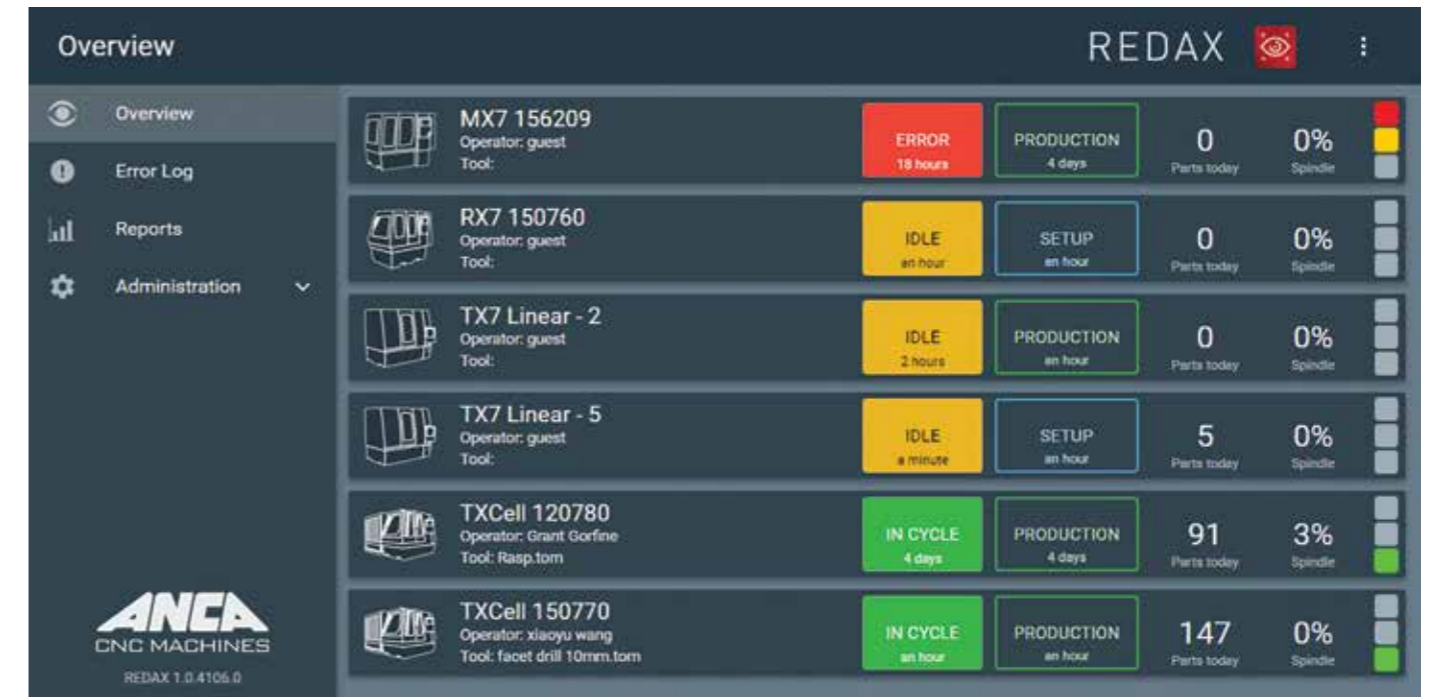 Overview
REDAX
Overview
Error Log
Reports
Administration
MX7 156209
Operator: guest
Tool:
ERROR
18 hours
PRODUCTION
4 days
0
Parts today
0%
Spindle
RX7 150760
Operator: guest
Tool:
IDLE
an hour
SETUP
an hour
0
Parts today
0%
Spindle
TX7 Linear - 2
Operator: guest
Tool:
IDLE
2 hours
PRODUCTION
an hour
0
Parts today
0%
Spindle
TX7 Linear - 5
Operator: guest
Tool:
IDLE
a minute
SETUP
an hour
5
Parts today
0%
Spindle
TXCell 120780
Operator: Grant Gorfine
Tool: Rasp.tom
IN CYCLE
4 days
PRODUCTION
4 days
91
Parts today
3%
Spindle
TXCell 150770
Operator: xiaoyu wang
Tool: facet drill 10mm.tom
IN CYCLE
an hour
PRODUCTION
an hour
147
Parts today
0%
Spindle
ANCA
CNC MACHINES
REDAX 1.0.4106.0